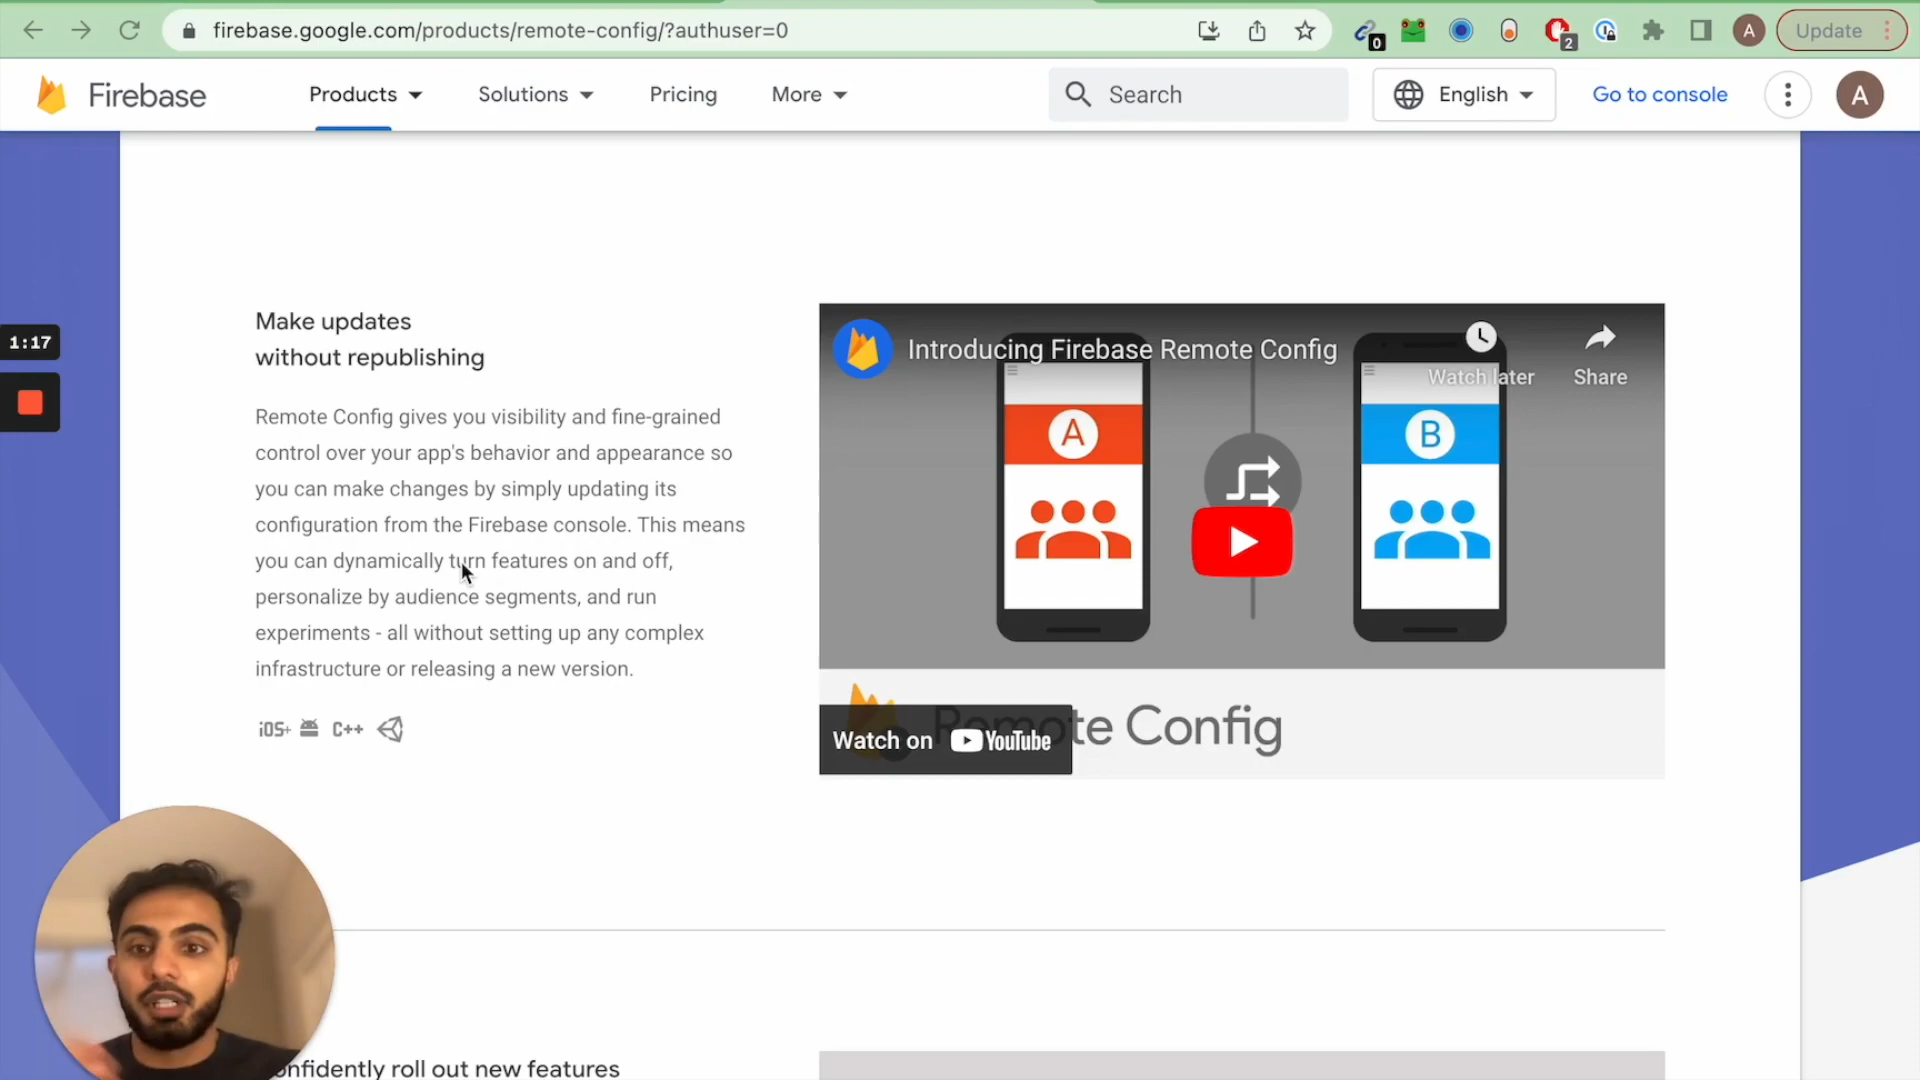 firebase.google.com/products/remote-config/?authuser=0
0
2
A
Update
Firebase
Products
Solutions
Pricing
More
Search
English
Go to console
A
1:17
Make updates
without republishing
Remote Config gives you visibility and fine-grained
control over your app's behavior and appearance so
you can make changes by simply updating its
configuration from the Firebase console. This means
you can dynamically turn features on and off,
personalize by audience segments, and run
experiments - all without setting up any complex
infrastructure or releasing a new version.
iOS+ C++
Introducing Firebase Remote Config
Watch later
Share
A
B
Remote Config
Watch on YouTube
onfidently roll out new features